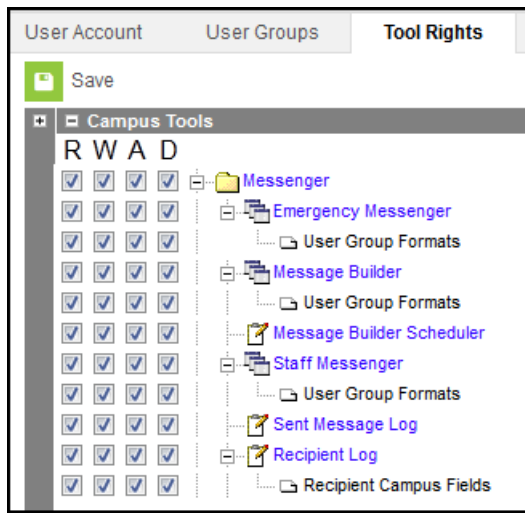 User Account User Groups Tool Rights
Save
Campus Tools
R W A D
Messenger
Emergency Messenger
User Group Formats
Message Builder
User Group Formats
Message Builder Scheduler
Staff Messenger
User Group Formats
Sent Message Log
Recipient Log
Recipient Campus Fields